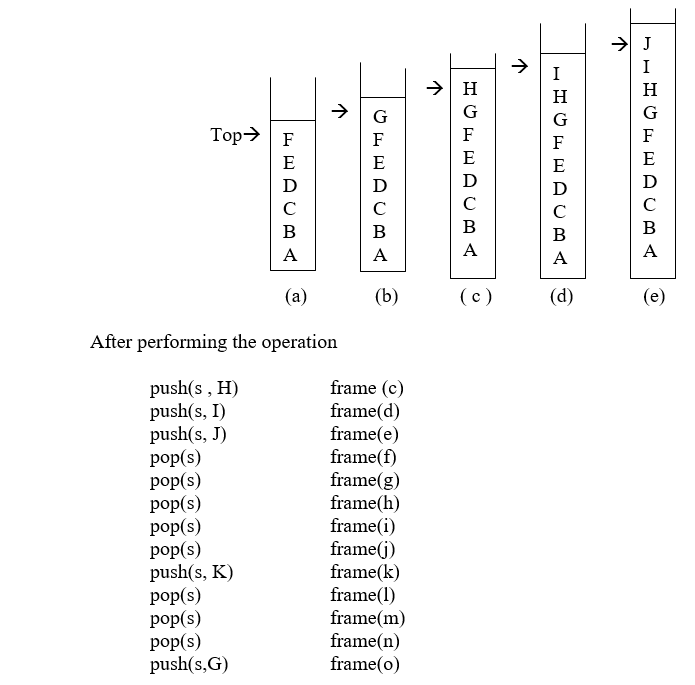 Top→
F
E
D
C
B
A
→
G
F
E
D
C
B
A
→
H
G
F
E
D
C
B
A
→
I
H
G
F
E
D
C
B
A
→
J
I
H
G
F
E
D
C
B
A
(a) (b) ( c ) (d) (e)
After performing the operation
push(s , H) frame (c)
push(s, I) frame(d)
push(s, J) frame(e)
pop(s) frame(f)
pop(s) frame(g)
pop(s) frame(h)
pop(s) frame(i)
pop(s) frame(j)
push(s, K) frame(k)
pop(s) frame(l)
pop(s) frame(m)
pop(s) frame(n)
push(s,G) frame(o)